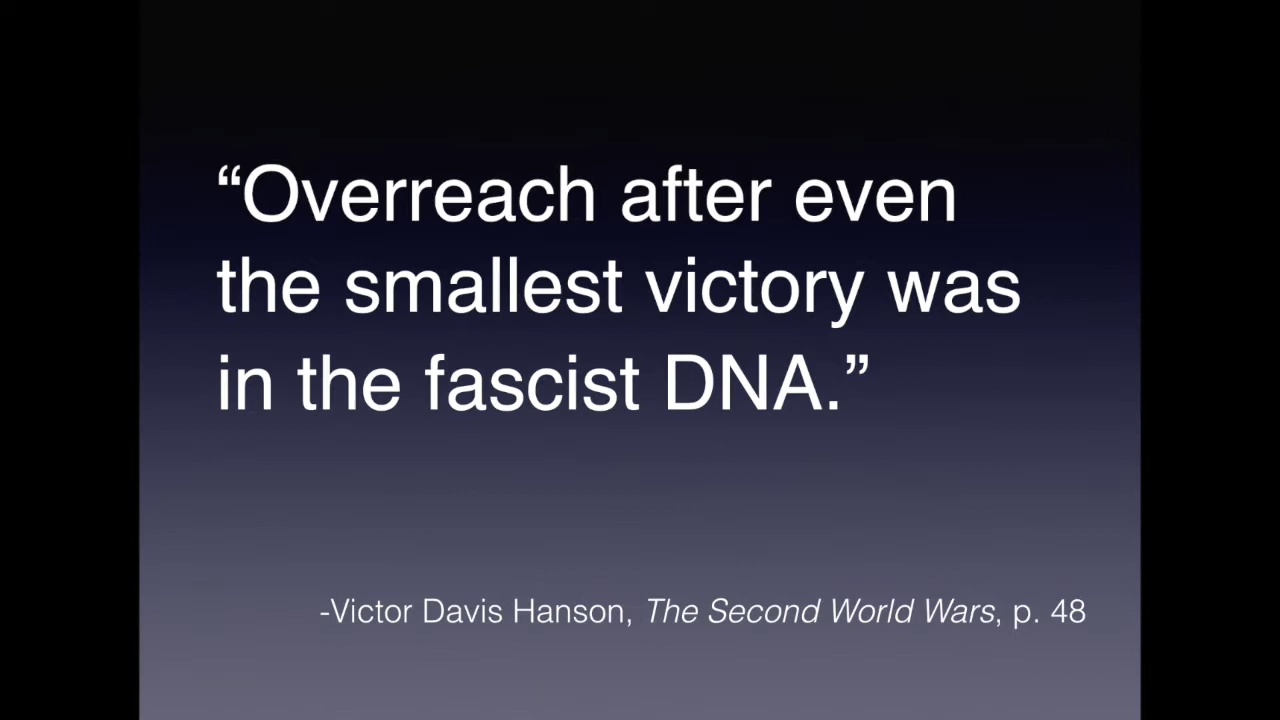 “Overreach after even
the smallest victory was
in the fascist DNA.”
-Victor Davis Hanson, The Second World Wars, p. 48